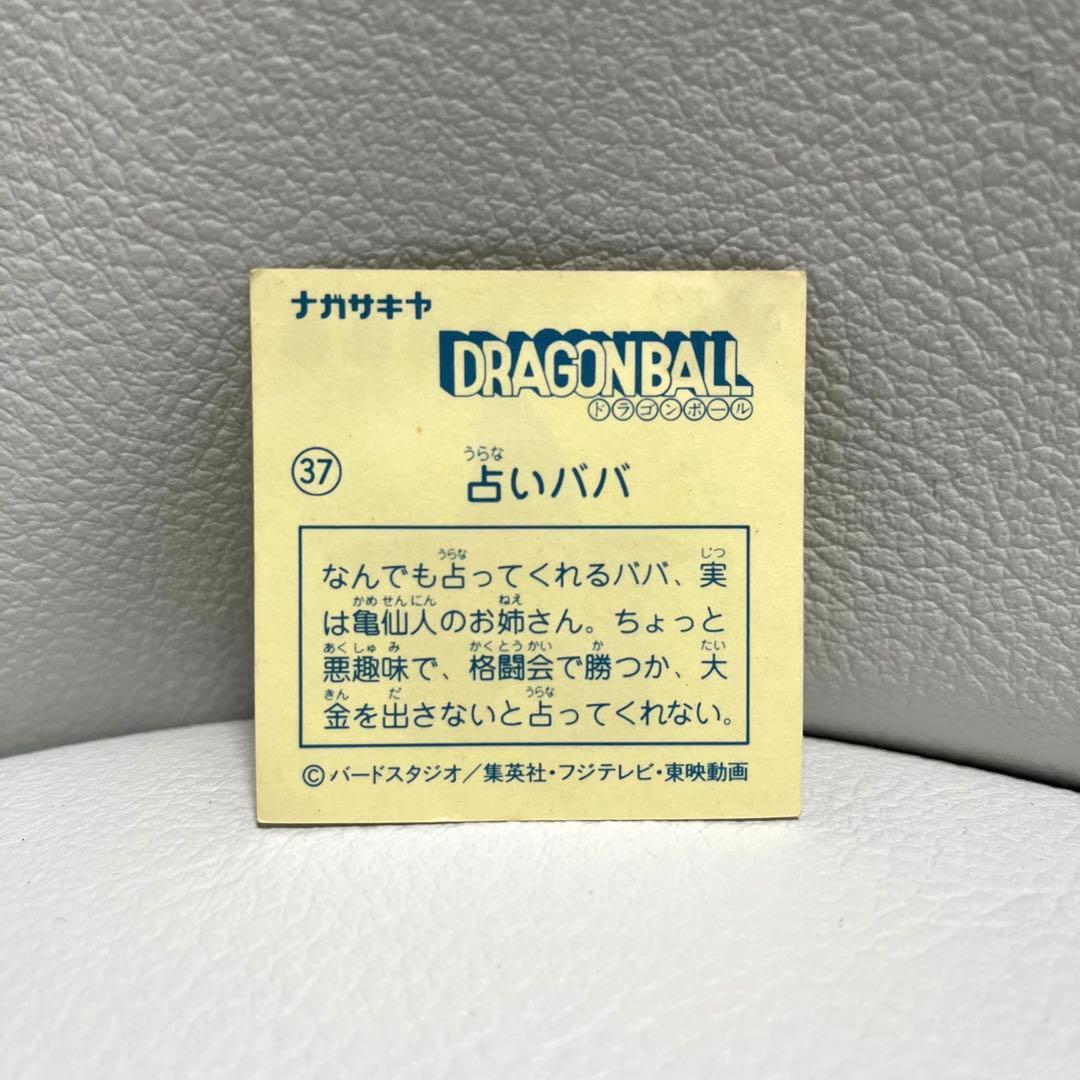 ナガサキヤ
DRAGONBALL
ドラゴンボール
37
うらな
占いババ
うらな じつ
なんでも占ってくれるババ、実
かめせんにん ねえ
は亀仙人のお姉さん。ちょっと
あくしゅみ かくとうかい か たい
悪趣味で、格闘会で勝つか、大
きん だ うらな
金を出さないと占ってくれない。
©バードスタジオ/集英社・フジテレビ・東映動画